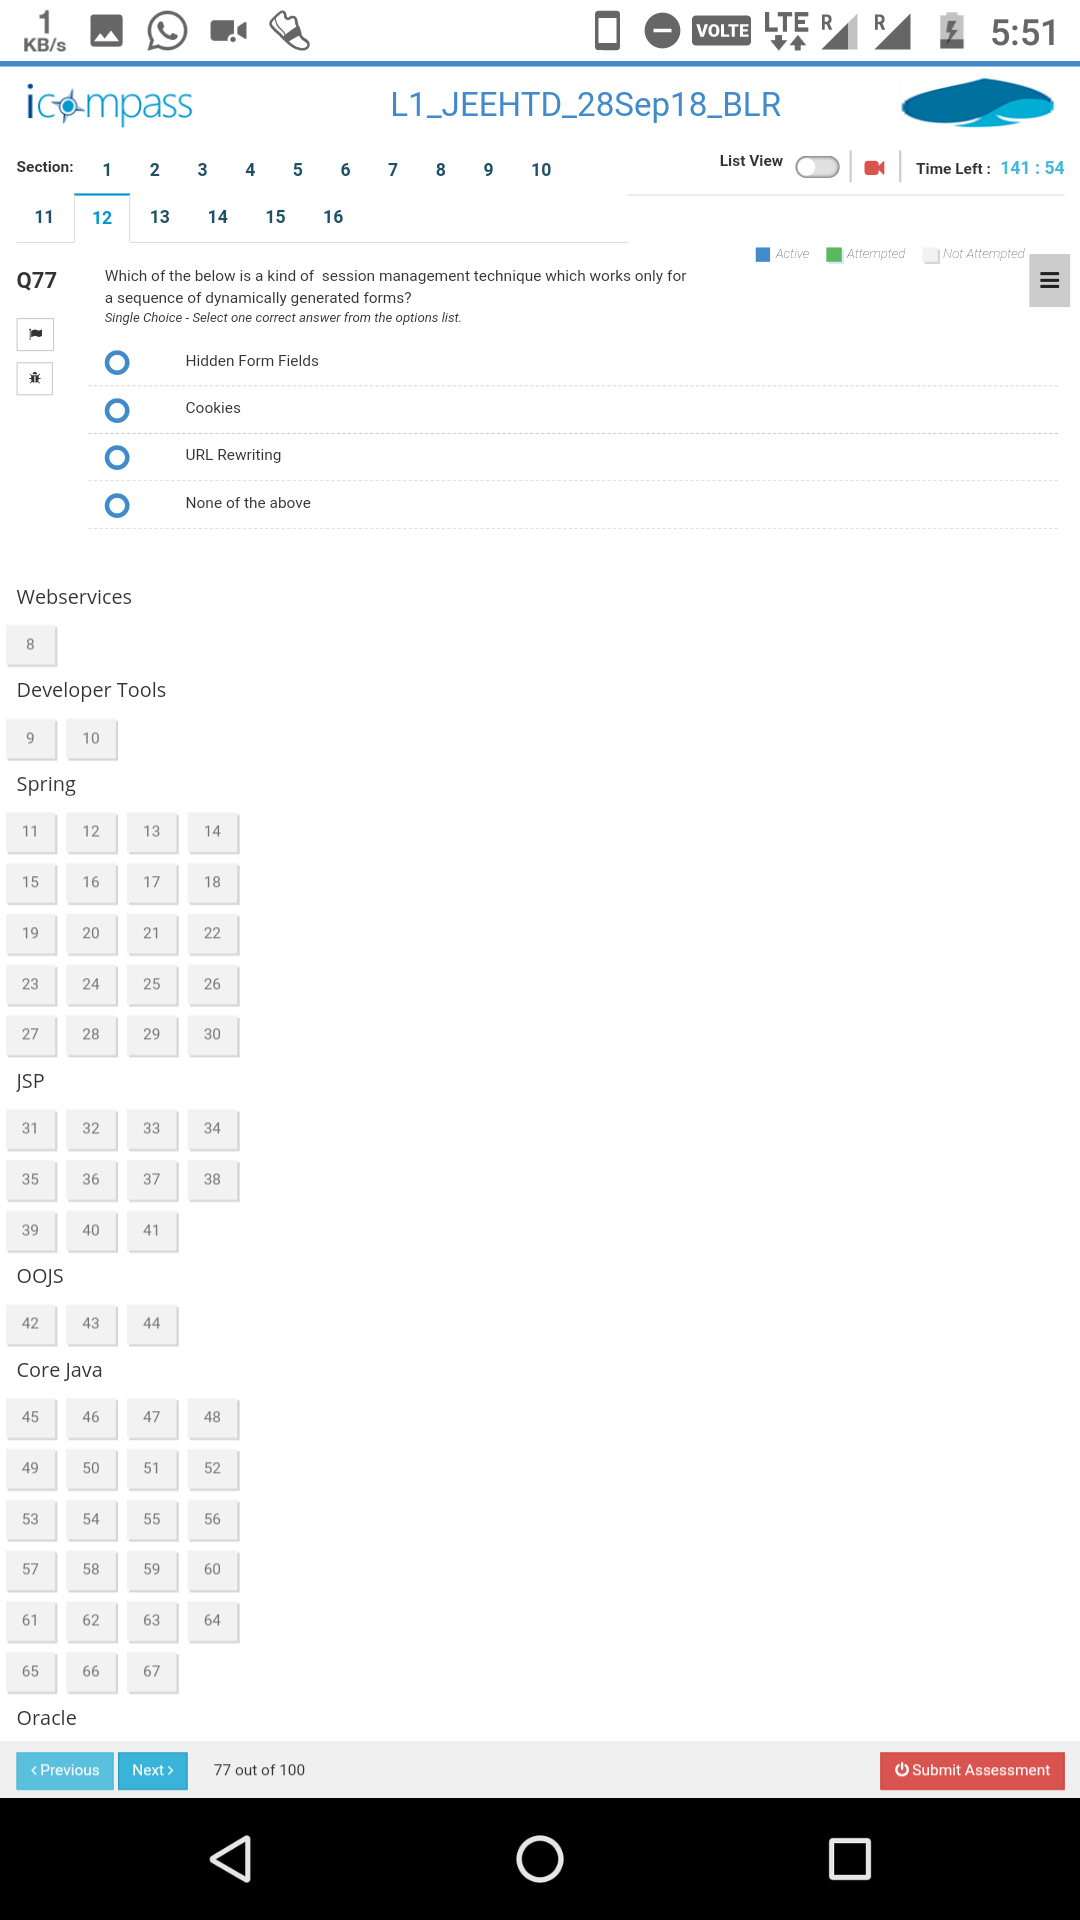 1 KB/s VOLTE LTE R R 5:51
icompass L1_JEEHTD_28Sep18_BLR
Section: 1 2 3 4 5 6 7 8 9 10 List View Time Left : 141 : 54
11 12 13 14 15 16
Active Attempted Not Attempted
Q77 Which of the below is a kind of session management technique which works only for
a sequence of dynamically generated forms?
Single Choice - Select one correct answer from the options list.
Hidden Form Fields
Cookies
URL Rewriting
None of the above
Webservices
8
Developer Tools
9 10
Spring
11 12 13 14
15 16 17 18
19 20 21 22
23 24 25 26
27 28 29 30
JSP
31 32 33 34
35 36 37 38
39 40 41
OOJS
42 43 44
Core Java
45 46 47 48
49 50 51 52
53 54 55 56
57 58 59 60
61 62 63 64
65 66 67
Oracle
Previous Next 77 out of 100 Submit Assessment